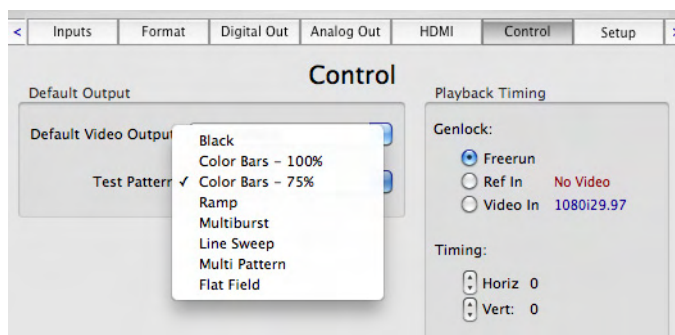 < Inputs Format Digital Out Analog Out HDMI Control Setup
Control
Default Output
Default Video Output
Test Pattern
Black
Color Bars - 100%
✓ Color Bars - 75%
Ramp
Multiburst
Line Sweep
Multi Pattern
Flat Field
Playback Timing
Genlock:
Freerun
Ref In No Video
Video In 1080i29.97
Timing:
Horiz 0
Vert: 0